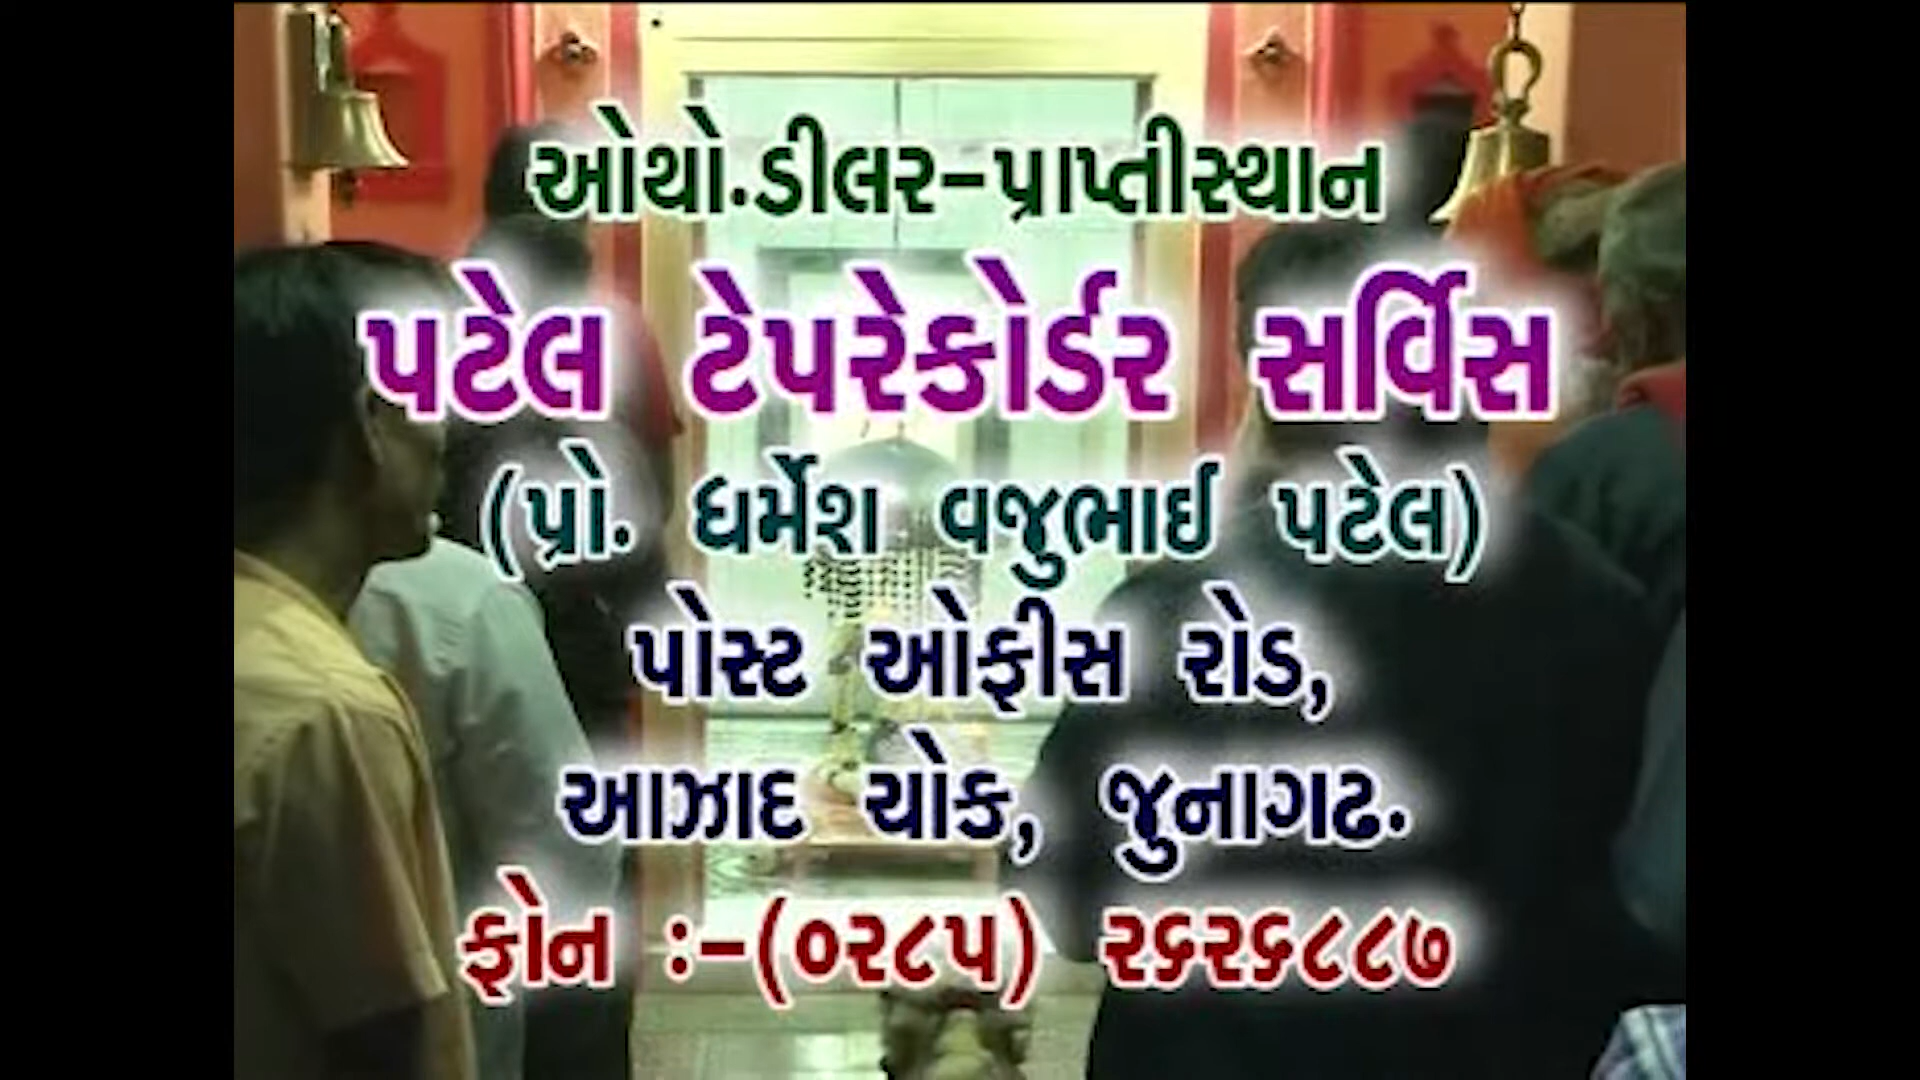 ઓથો.ડીલર-પ્રાપ્તીસ્થાન
પટેલ ટેપરેકોર્ડર સર્વિસ
(પ્રો. ધર્મેશ વજુભાઈ પટેલ)
પોસ્ટ ઓફીસ રોડ,
આઝાદ ચોક, જુનાગઢ.
ફોન :-(૦૨૮૫) ૨૬૨૬૮૮૭